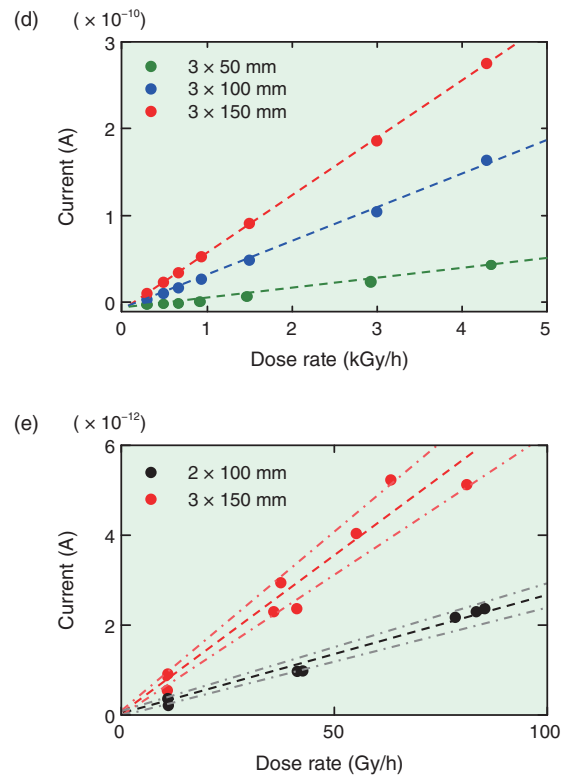 (d)
( × 10⁻¹⁰)
3
3 × 50 mm
3 × 100 mm
3 × 150 mm
2
Current (A)
1
0
0 1 2 3 4 5
Dose rate (kGy/h)
(e)
( × 10⁻¹²)
6
2 × 100 mm
3 × 150 mm
4
Current (A)
2
0
0 50 100
Dose rate (Gy/h)